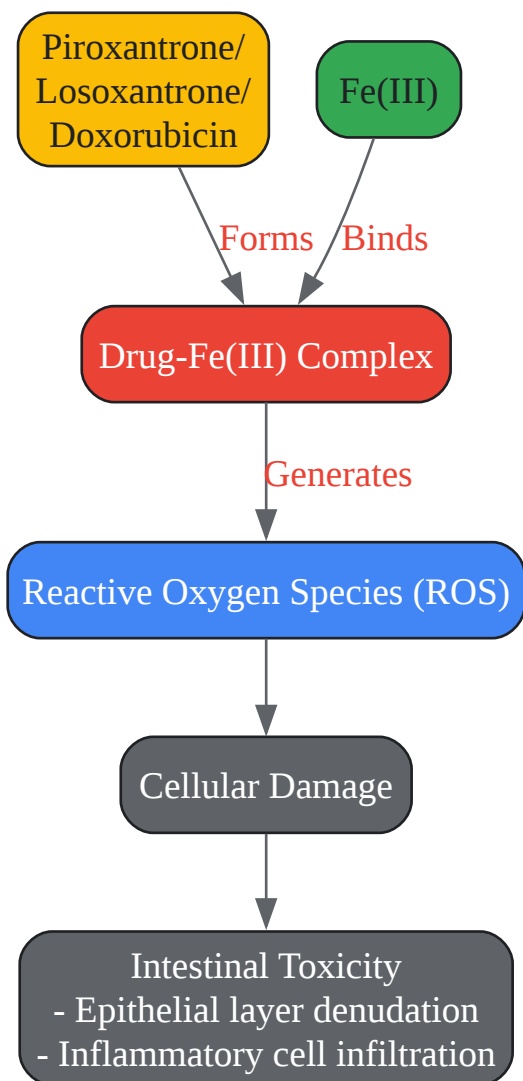 Piroxantrone/
Losoxantrone/
Doxorubicin
Fe(III)
Forms
Binds
Drug-Fe(III) Complex
Generates
Reactive Oxygen Species (ROS)
Cellular Damage
Intestinal Toxicity
- Epithelial layer denudation
- Inflammatory cell infiltration